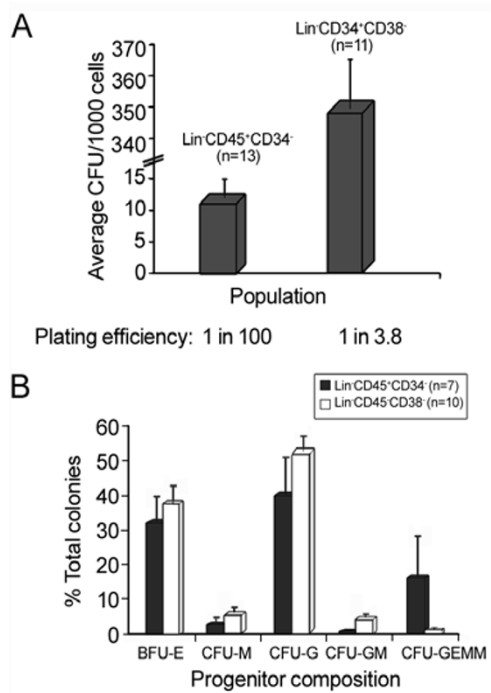 A
Lin⁻CD34⁺CD38⁻
(n=11)
370
360
350
340
15
10
5
0
Average CFU/1000 cells
Lin⁻CD45⁺CD34⁻
(n=13)
Population
Plating efficiency: 1 in 100 1 in 3.8
B
Lin⁻CD45⁺CD34⁻(n=7)
Lin⁻CD45⁻CD38⁻(n=10)
60
50
40
30
20
10
0
% Total colonies
BFU-E CFU-M CFU-G CFU-GM CFU-GEMM
Progenitor composition